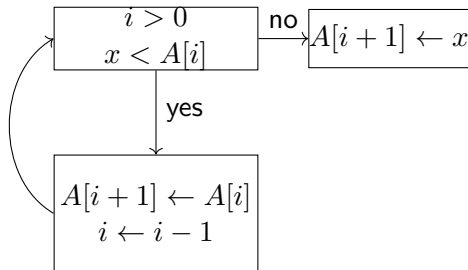 i > 0
x < A[i]
no
A[i + 1] ← x
yes
A[i + 1] ← A[i]
i ← i − 1